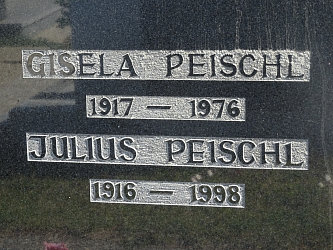 GISELA PEISCHL
1917 — 1976
JULIUS PEISCHL
1916 — 1998